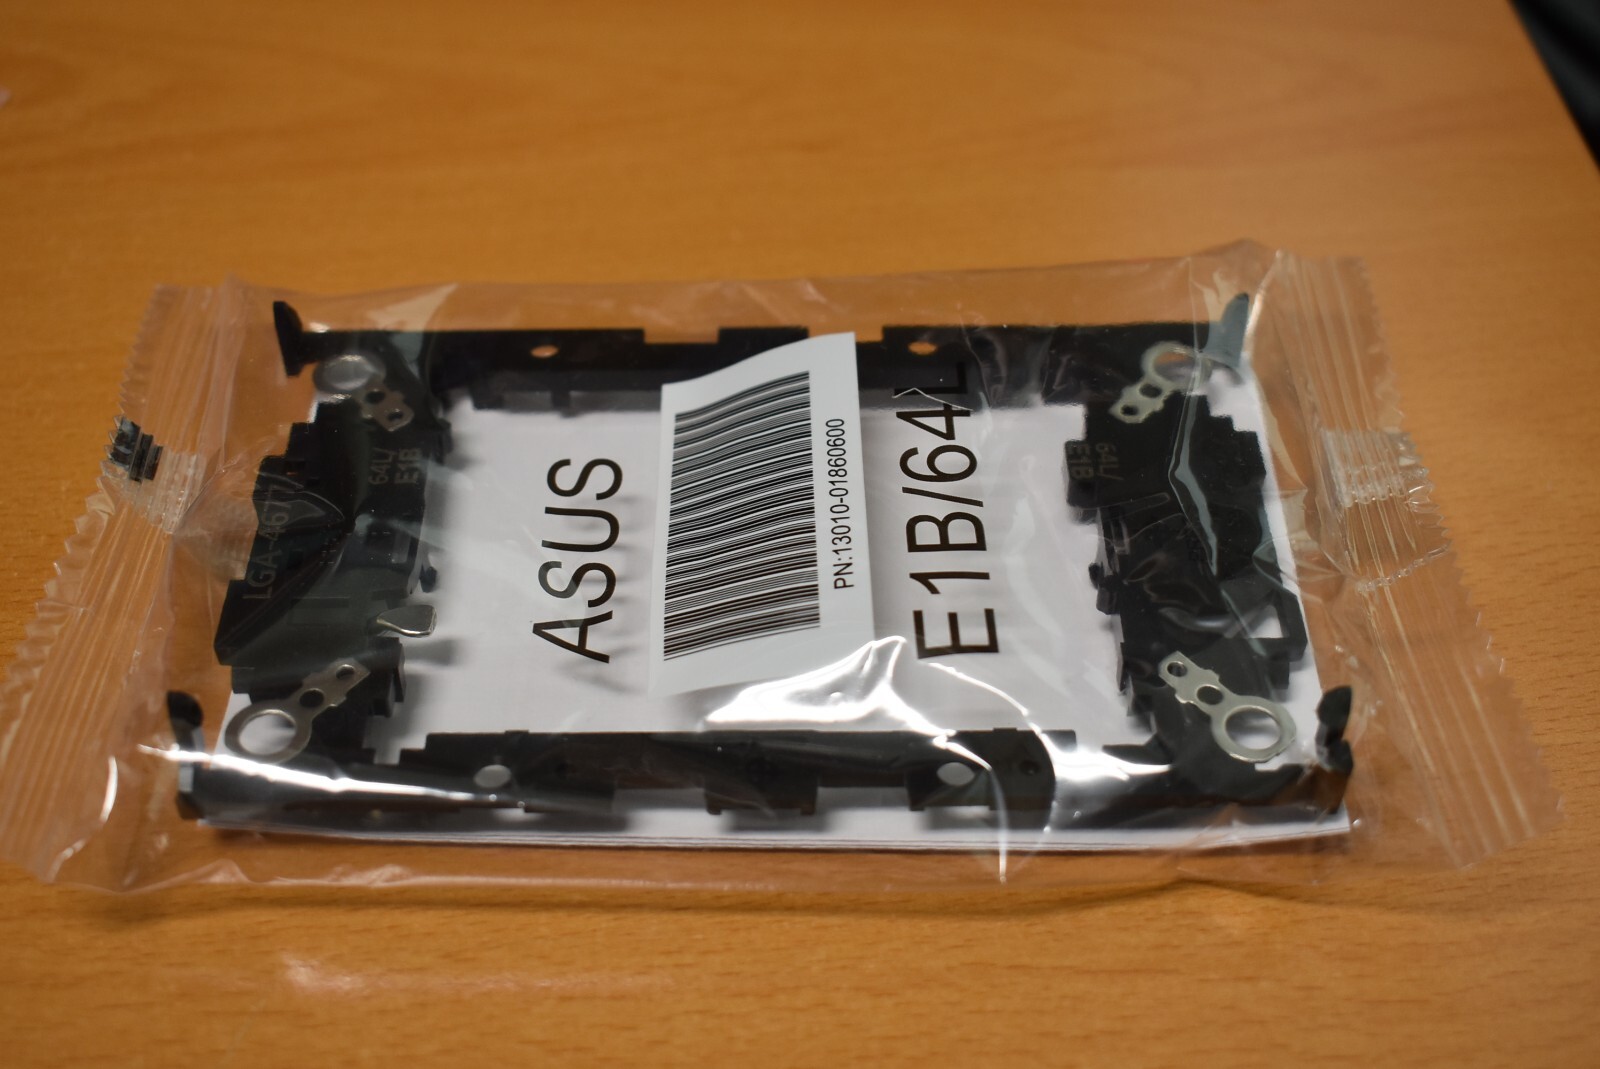 ASUS
PN:13010-01860600
E1B/64L
LGA-4677
64L/
E1B
64L/
E1B